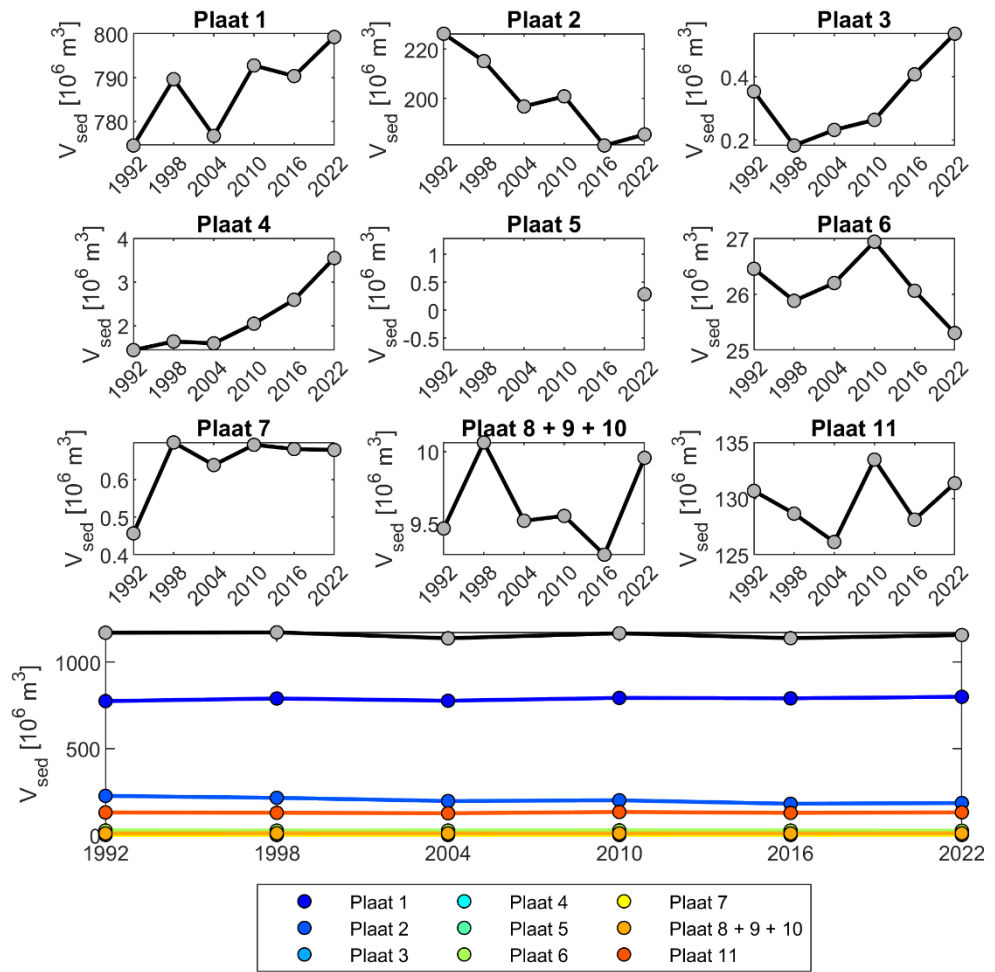 Plaat 1
V_sed [10^6 m^3]
800
790
780
1992 1998 2004 2010 2016 2022
Plaat 2
V_sed [10^6 m^3]
220
200
1992 1998 2004 2010 2016 2022
Plaat 3
V_sed [10^6 m^3]
0.4
0.2
1992 1998 2004 2010 2016 2022
Plaat 4
V_sed [10^6 m^3]
4
3
2
1992 1998 2004 2010 2016 2022
Plaat 5
V_sed [10^6 m^3]
1
0.5
0
-0.5
1992 1998 2004 2010 2016 2022
Plaat 6
V_sed [10^6 m^3]
27
26
25
1992 1998 2004 2010 2016 2022
Plaat 7
V_sed [10^6 m^3]
0.6
0.5
0.4
1992 1998 2004 2010 2016 2022
Plaat 8 + 9 + 10
V_sed [10^6 m^3]
10
9.5
1992 1998 2004 2010 2016 2022
Plaat 11
V_sed [10^6 m^3]
135
130
125
1992 1998 2004 2010 2016 2022
V_sed [10^6 m^3]
1000
500
0
1992 1998 2004 2010 2016 2022
Plaat 1 Plaat 4 Plaat 7
Plaat 2 Plaat 5 Plaat 8 + 9 + 10
Plaat 3 Plaat 6 Plaat 11